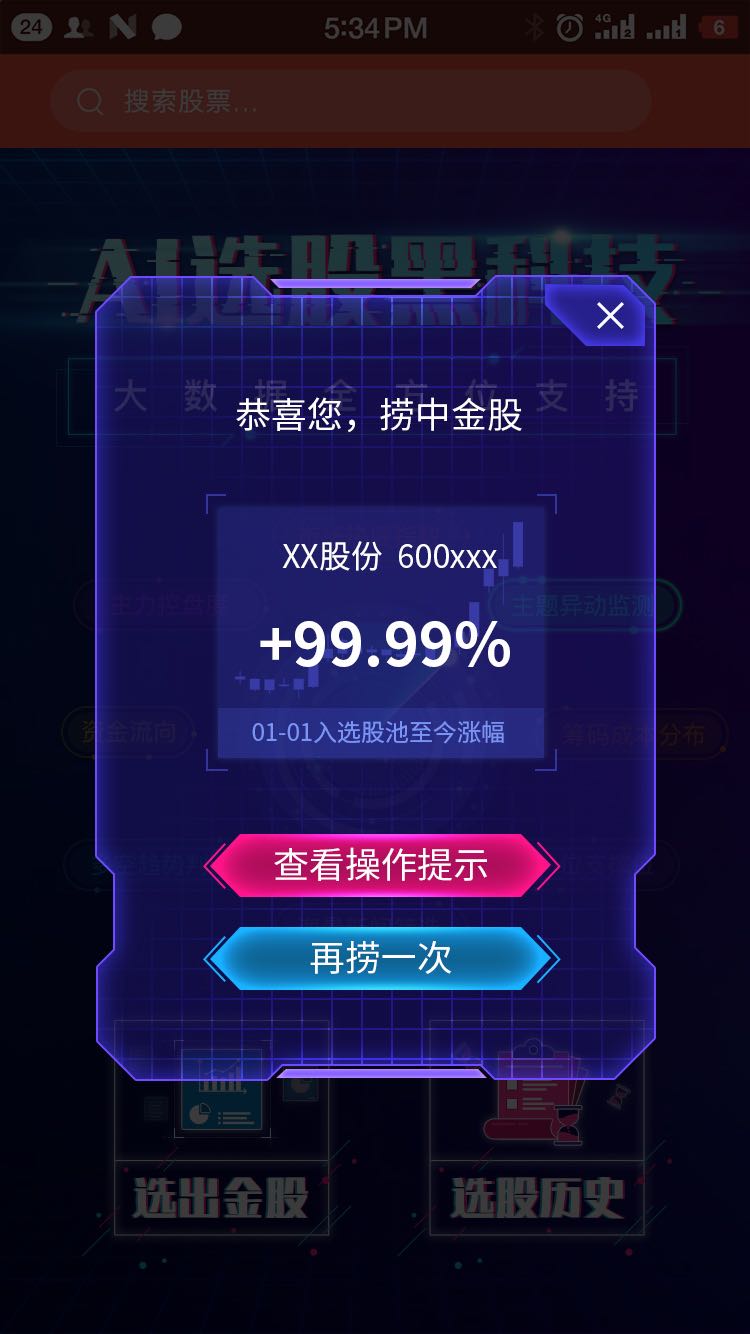 24
5:34PM
4G
2
1
6
搜索股票...
AI选股黑科技
大数据全方位支持
恭喜您，捞中金股
XX股份 600xxx
主力控盘度
主题异动监测
+99.99%
01-01入选股池至今涨幅
资金流向
筹码成本分布
查看操作提示
再捞一次
选出金股
选股历史